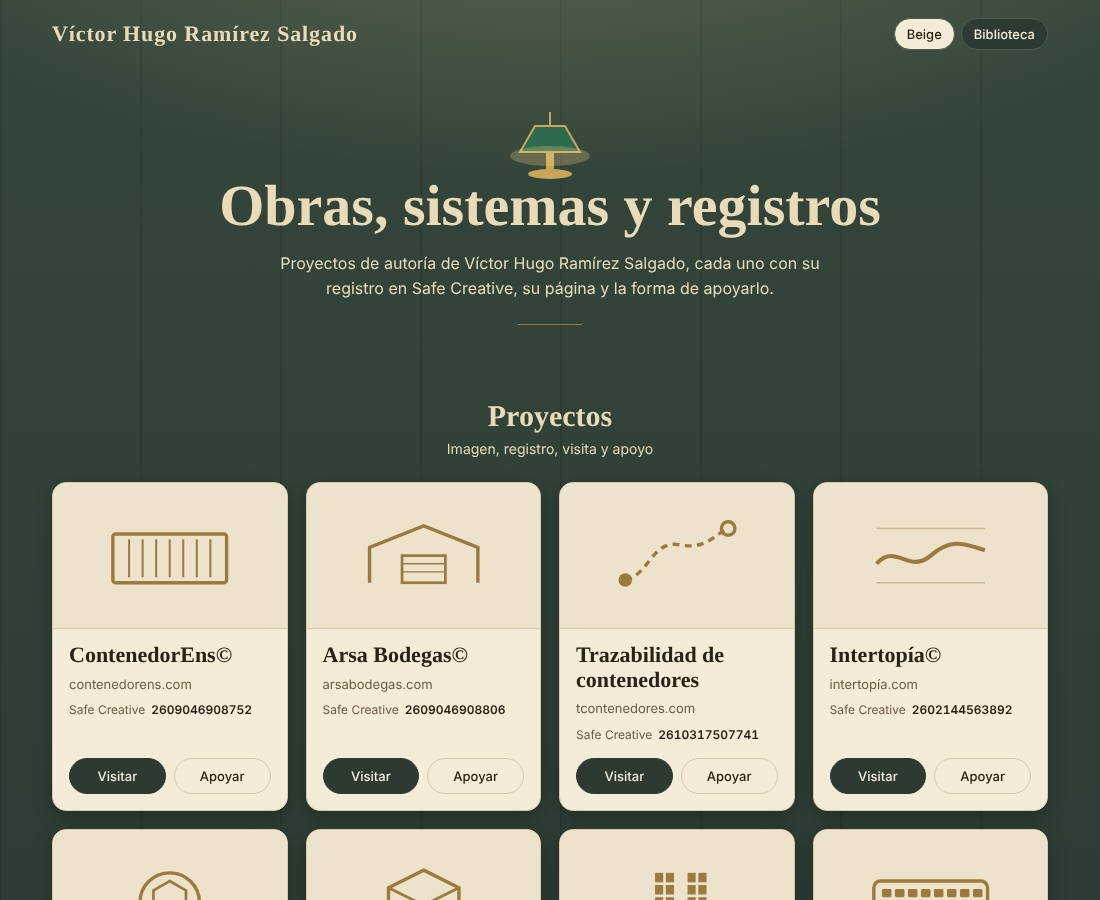 Víctor Hugo Ramírez Salgado
Beige
Biblioteca
Obras, sistemas y registros
Proyectos de autoría de Víctor Hugo Ramírez Salgado, cada uno con su
registro en Safe Creative, su página y la forma de apoyarlo.
Proyectos
Imagen, registro, visita y apoyo
ContenedorEns©
contenedorens.com
Safe Creative 2609046908752
Visitar
Apoyar
Arsa Bodegas©
arsabodegas.com
Safe Creative 2609046908806
Visitar
Apoyar
Trazabilidad de
contenedores
tcontenedores.com
Safe Creative 2610317507741
Visitar
Apoyar
Intertopía©
intertopía.com
Safe Creative 2602144563892
Visitar
Apoyar